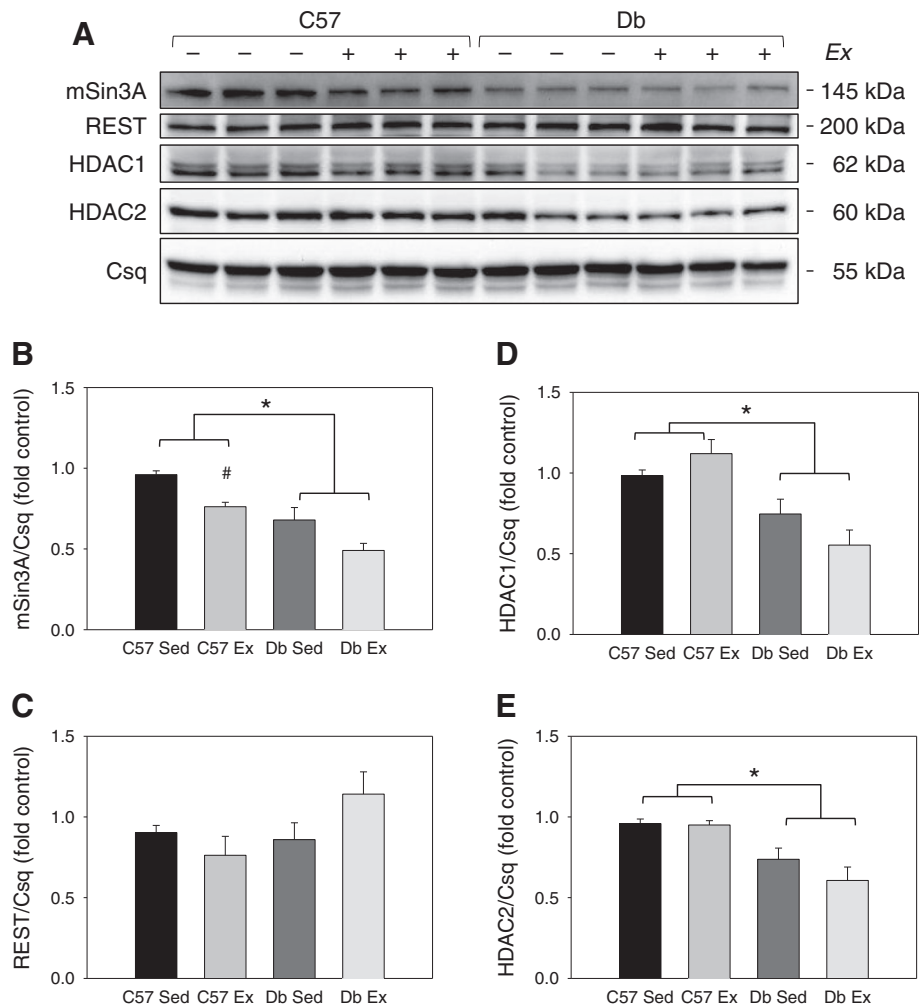 A
C57 Db
− − − + + + − − − + + + Ex
mSin3A - 145 kDa
REST - 200 kDa
HDAC1 - 62 kDa
HDAC2 - 60 kDa
Csq - 55 kDa
B
mSin3A/Csq (fold control)
1.5
1.0
0.5
0.0
*
#
C57 Sed C57 Ex Db Sed Db Ex
D
HDAC1/Csq (fold control)
1.5
1.0
0.5
0.0
*
C57 Sed C57 Ex Db Sed Db Ex
C
REST/Csq (fold control)
1.5
1.0
0.5
0.0
C57 Sed C57 Ex Db Sed Db Ex
E
HDAC2/Csq (fold control)
1.5
1.0
0.5
0.0
*
C57 Sed C57 Ex Db Sed Db Ex